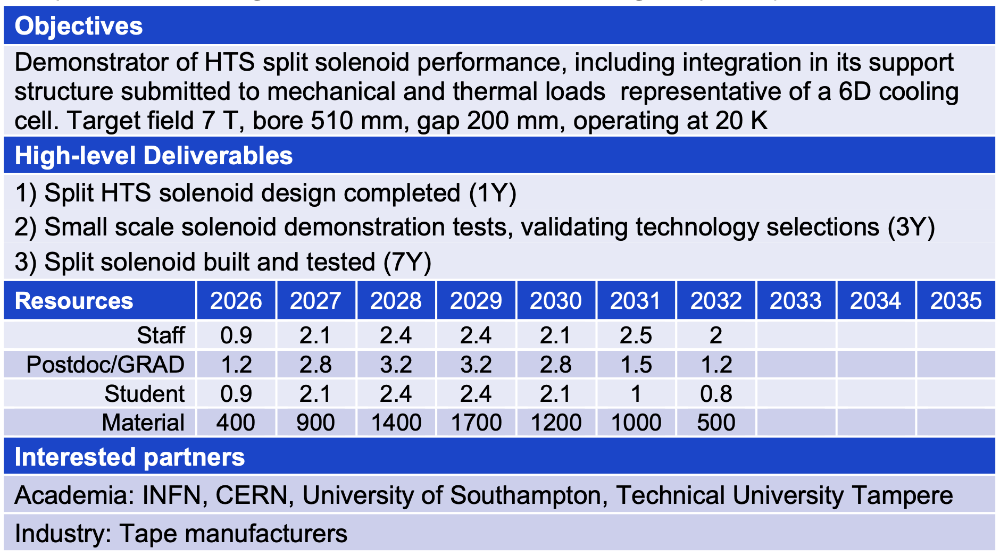 Objectives
Demonstrator of HTS split solenoid performance, including integration in its support
structure submitted to mechanical and thermal loads  representative of a 6D cooling
cell. Target field 7 T, bore 510 mm, gap 200 mm, operating at 20 K
High-level Deliverables
1) Split HTS solenoid design completed (1Y)
2) Small scale solenoid demonstration tests, validating technology selections (3Y)
3) Split solenoid built and tested (7Y)
Resources 2026 2027 2028 2029 2030 2031 2032 2033 2034 2035
Staff 0.9 2.1 2.4 2.4 2.1 2.5 2
Postdoc/GRAD 1.2 2.8 3.2 3.2 2.8 1.5 1.2
Student 0.9 2.1 2.4 2.4 2.1 1 0.8
Material 400 900 1400 1700 1200 1000 500
Interested partners
Academia: INFN, CERN, University of Southampton, Technical University Tampere
Industry: Tape manufacturers